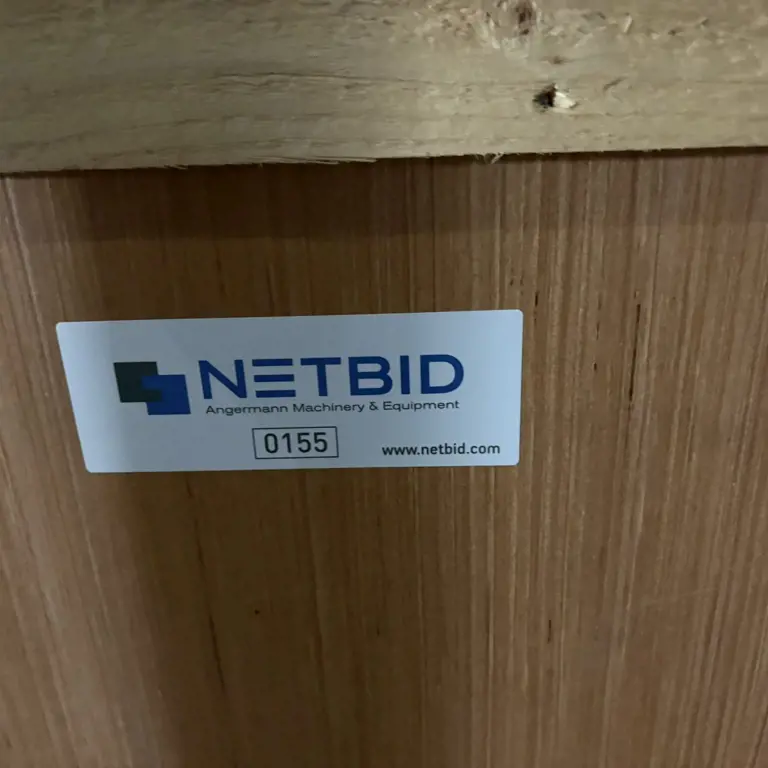 NETBID
Angermann Machinery & Equipment
0155
www.netbid.com